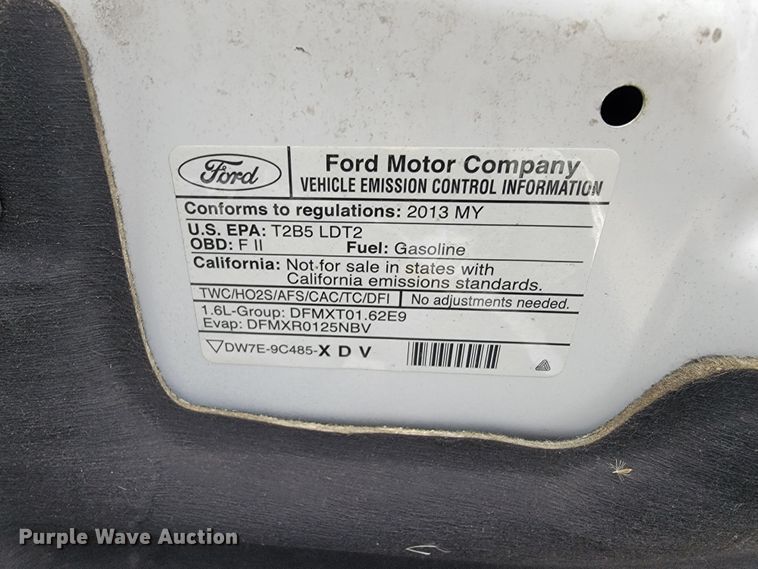 Ford
Ford Motor Company
VEHICLE EMISSION CONTROL INFORMATION
Conforms to regulations: 2013 MY
U.S. EPA: T2B5 LDT2
OBD: F II Fuel: Gasoline
California: Not for sale in states with
California emissions standards.
TWC/HO2S/AFS/CAC/TC/DFI No adjustments needed.
1.6L-Group: DFMXT01.62E9
Evap: DFMXR0125NBV
DW7E-9C485-X D V
Purple Wave Auction